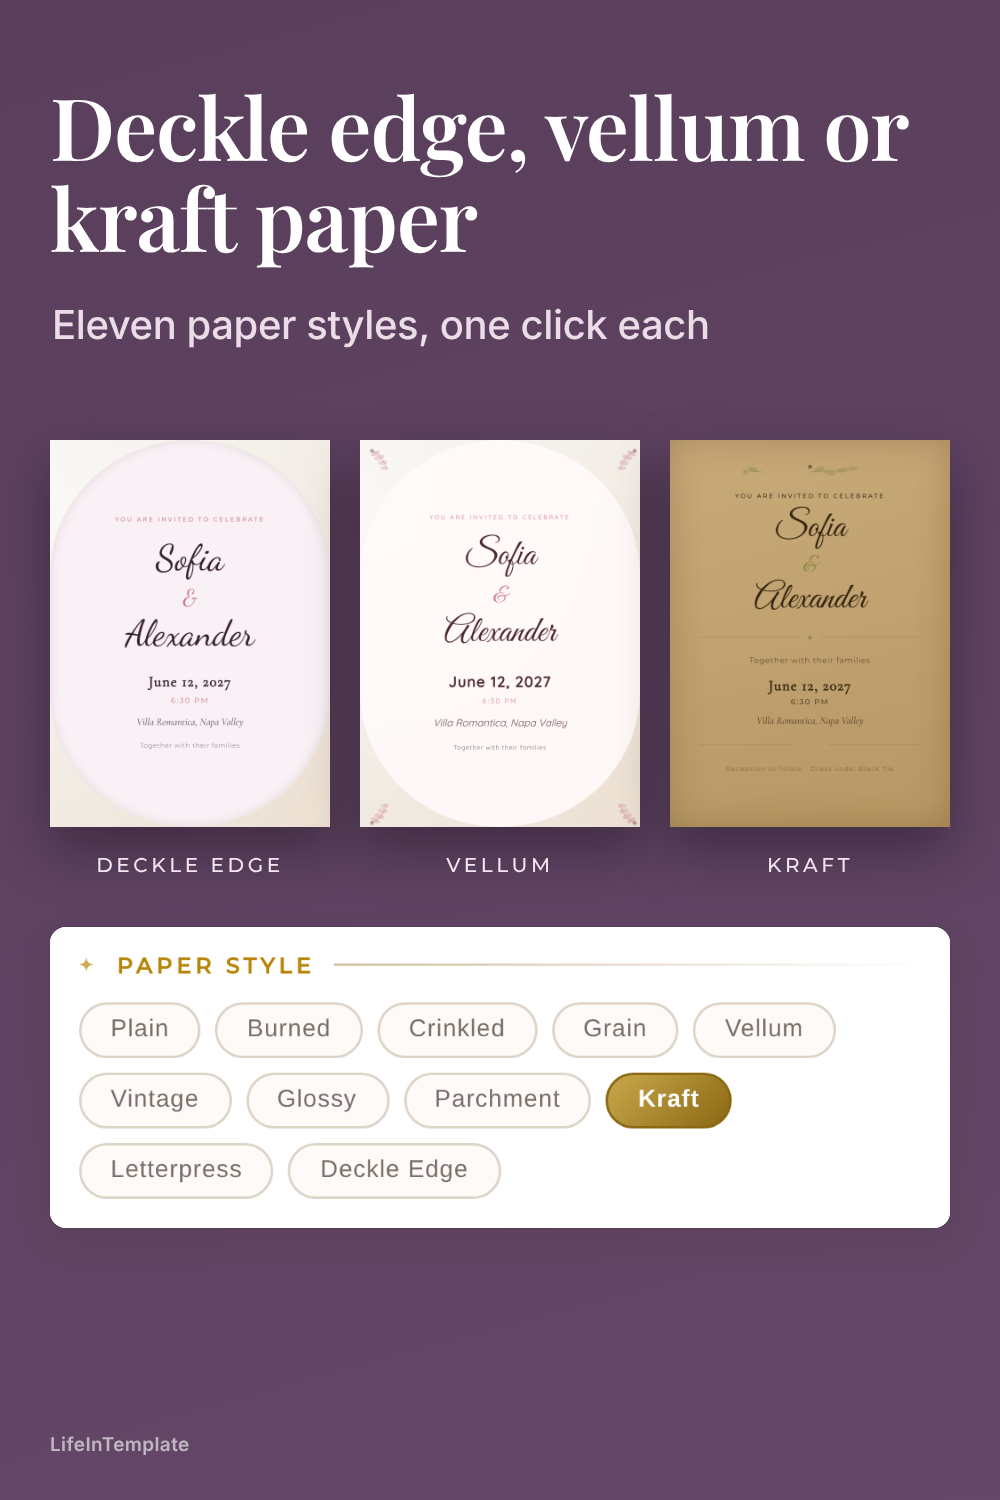 Deckle edge, vellum or
kraft paper
Eleven paper styles, one click each
YOU ARE INVITED TO CELEBRATE
Sofia
&
Alexander
June 12, 2027
6:30 PM
Villa Romantica, Napa Valley
Together with their families
DECKLE EDGE
YOU ARE INVITED TO CELEBRATE
Sofia
&
Alexander
June 12, 2027
6:30 PM
Villa Romantica, Napa Valley
Together with their families
VELLUM
YOU ARE INVITED TO CELEBRATE
Sofia
&
Alexander
Together with their families
June 12, 2027
6:30 PM
Villa Romantica, Napa Valley
Reception to follow · Dress code: Black Tie
KRAFT
PAPER STYLE
Plain Burned Crinkled Grain Vellum
Vintage Glossy Parchment Kraft
Letterpress Deckle Edge
LifeInTemplate